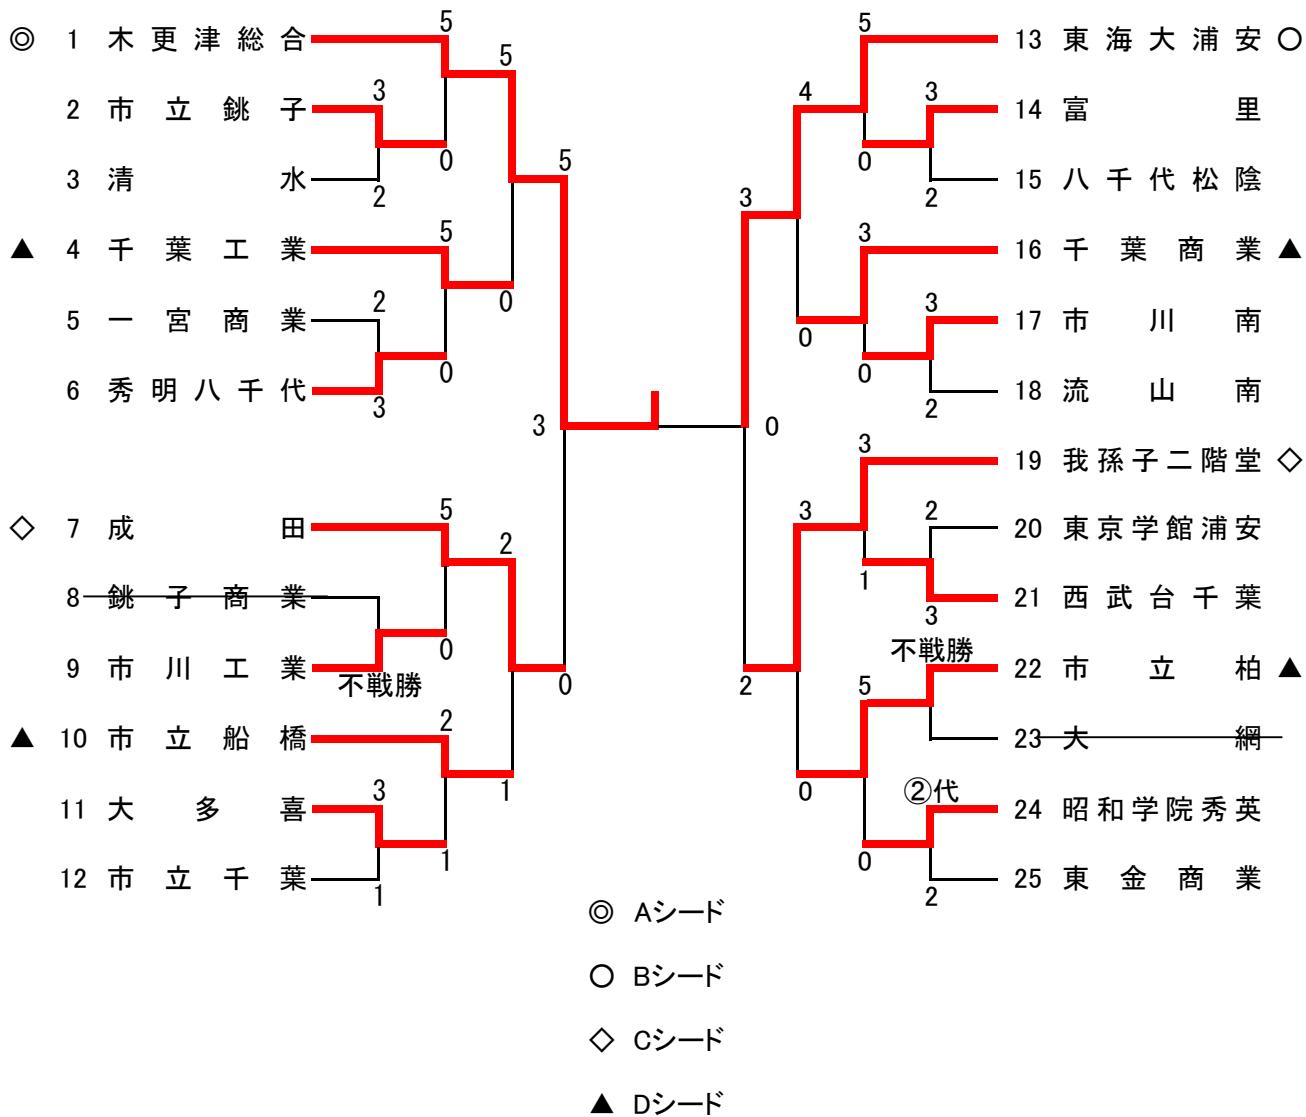 ◎ 1 木更津総合
2 市立銚子
3 清水
▲ 4 千葉工業
5 一宮商業
6 秀明八千代
◇ 7 成田
8 銚子商業
9 市川工業
▲ 10 市立船橋
11 大多喜
12 市立千葉
5
3
2
0
5
5
2
3
0
0
5
3
5
2
不戦勝
0
2
3
1
1
1
0
13 東海大浦安 ○
14 富里
15 八千代松陰
16 千葉商業 ▲
17 市川南
18 流山南
19 我孫子二階堂 ◇
20 東京学館浦安
21 西武台千葉
22 市立柏 ▲
23 大網
24 昭和学院秀英
25 東金商業
5
4
3
0
2
3
3
3
0
0
2
0
3
3
2
1
3
不戦勝
2
5
0
②代
0
2
◎ Aシード
○ Bシード
◇ Cシード
▲ Dシード